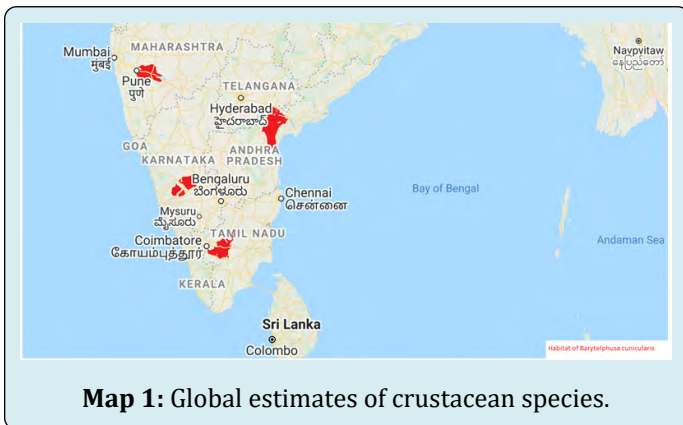 MAHARASHTRA
Mumbai
मुंबई
Pune
पुणे
TELANGANA
Hyderabad
హైదరాబాద్
Naypyitaw
နေပြည်တော်
GOA
KARNATAKA
ANDHRA
PRADESH
Bengaluru
ಬೆಂಗಳೂರು
Chennai
சென்னை
Bay of Bengal
Mysuru
ಮೈಸೂರು
Coimbatore
கோயம்புத்தூர்
TAMIL NADU
Andaman Sea
KERALA
Sri Lanka
Colombo
Habitat of Barytelphusa cunicularis
Map 1: Global estimates of crustacean species.